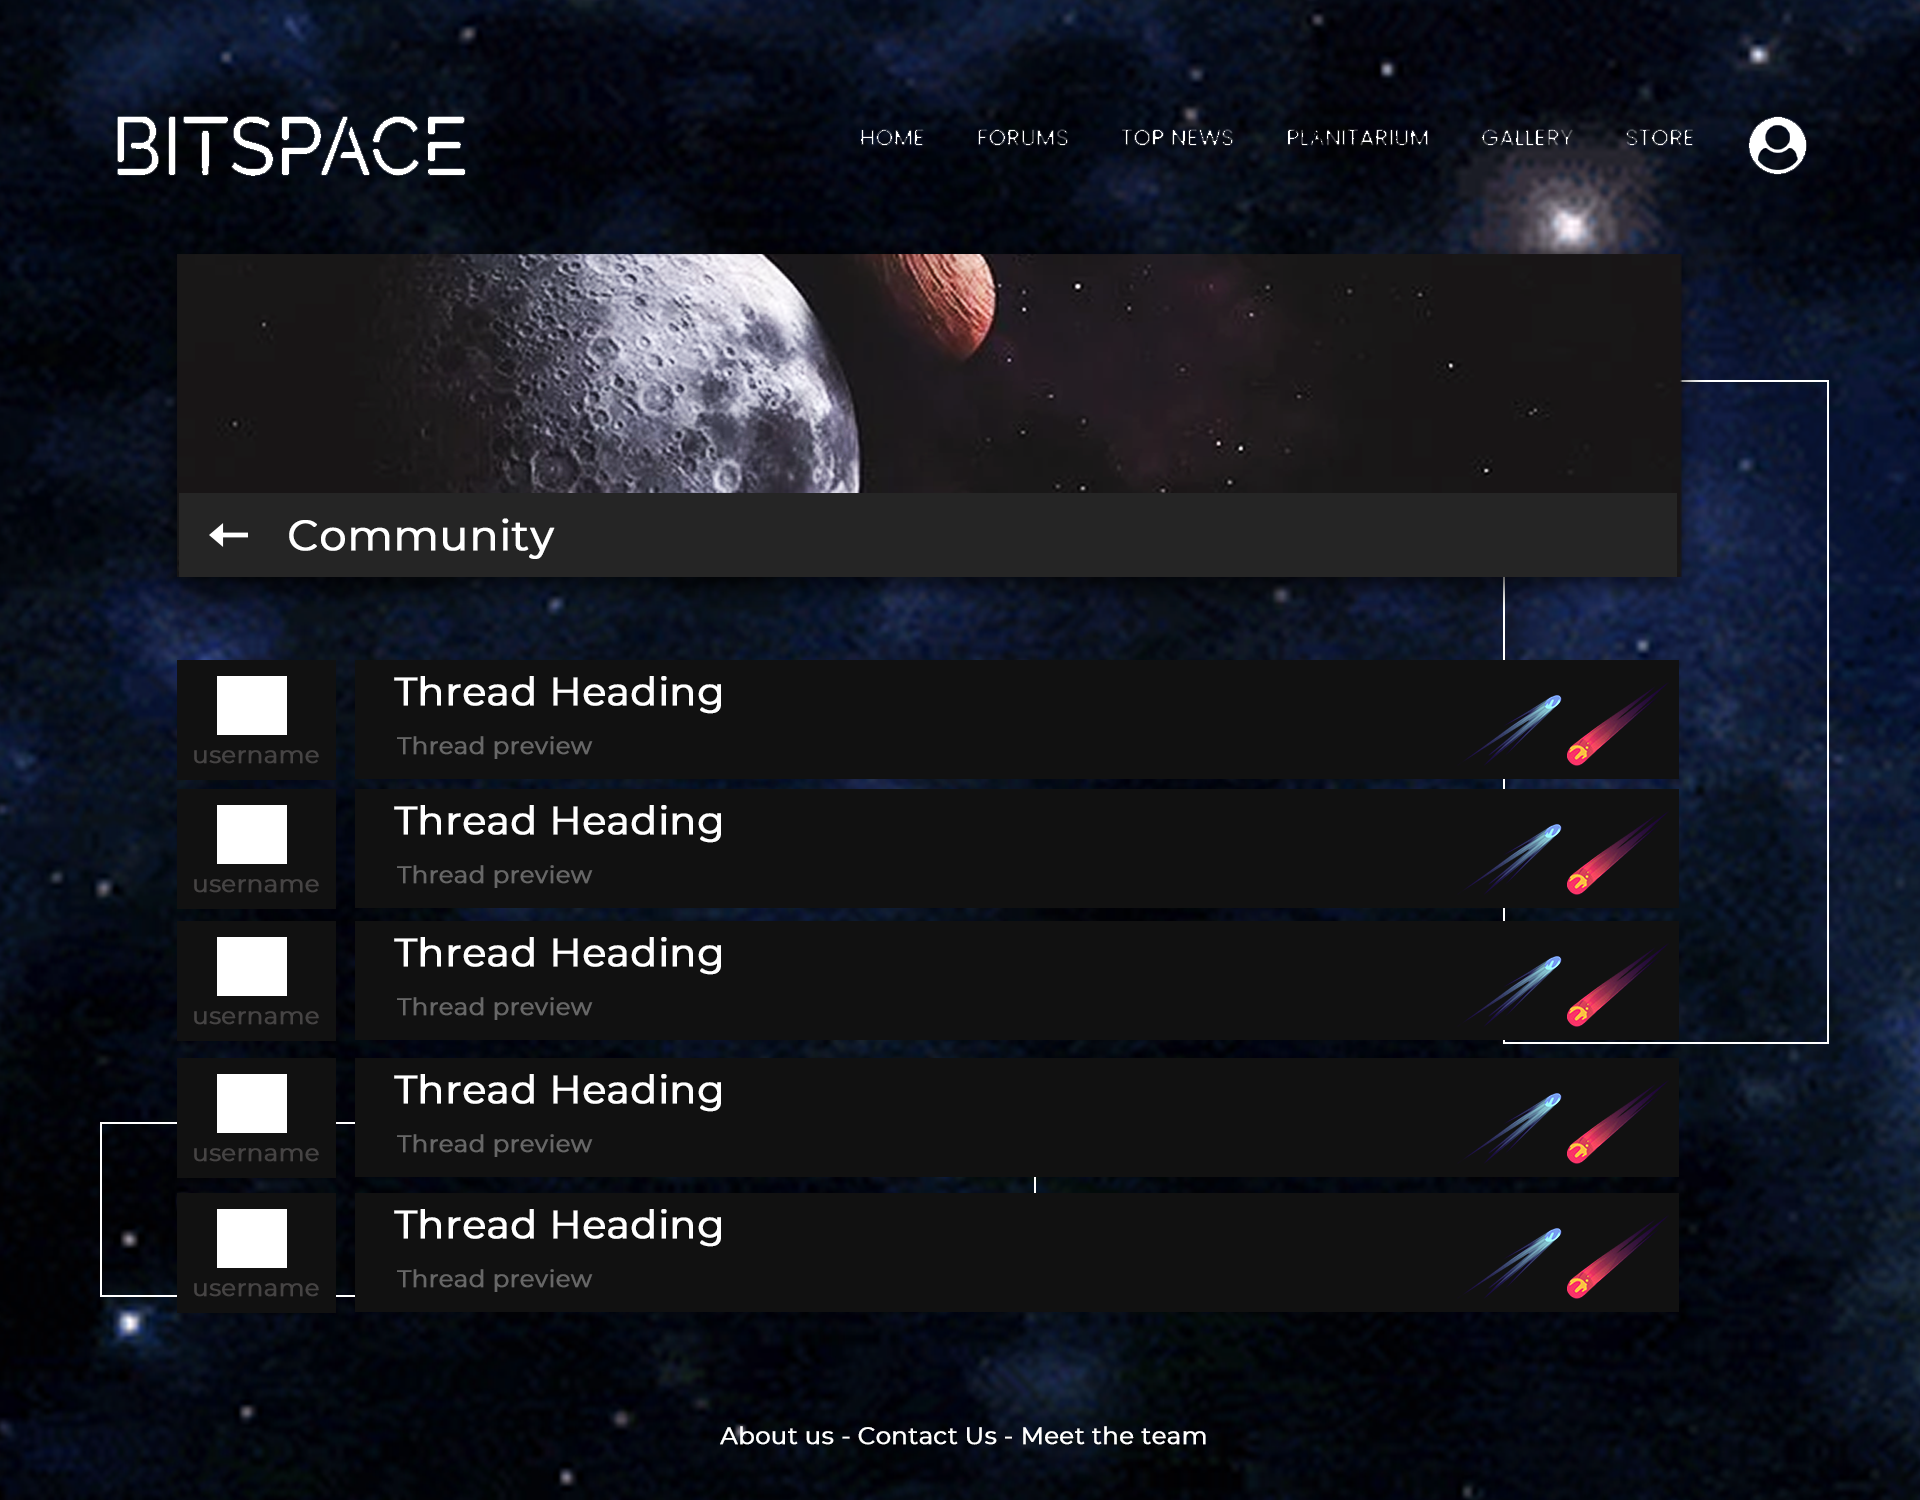 BITSPACE
HOME FORUMS TOP NEWS PLANITARIUM GALLERY STORE
Community
Thread Heading
Thread preview
username
Thread Heading
Thread preview
username
Thread Heading
Thread preview
username
Thread Heading
Thread preview
username
Thread Heading
Thread preview
username
About us - Contact Us - Meet the team